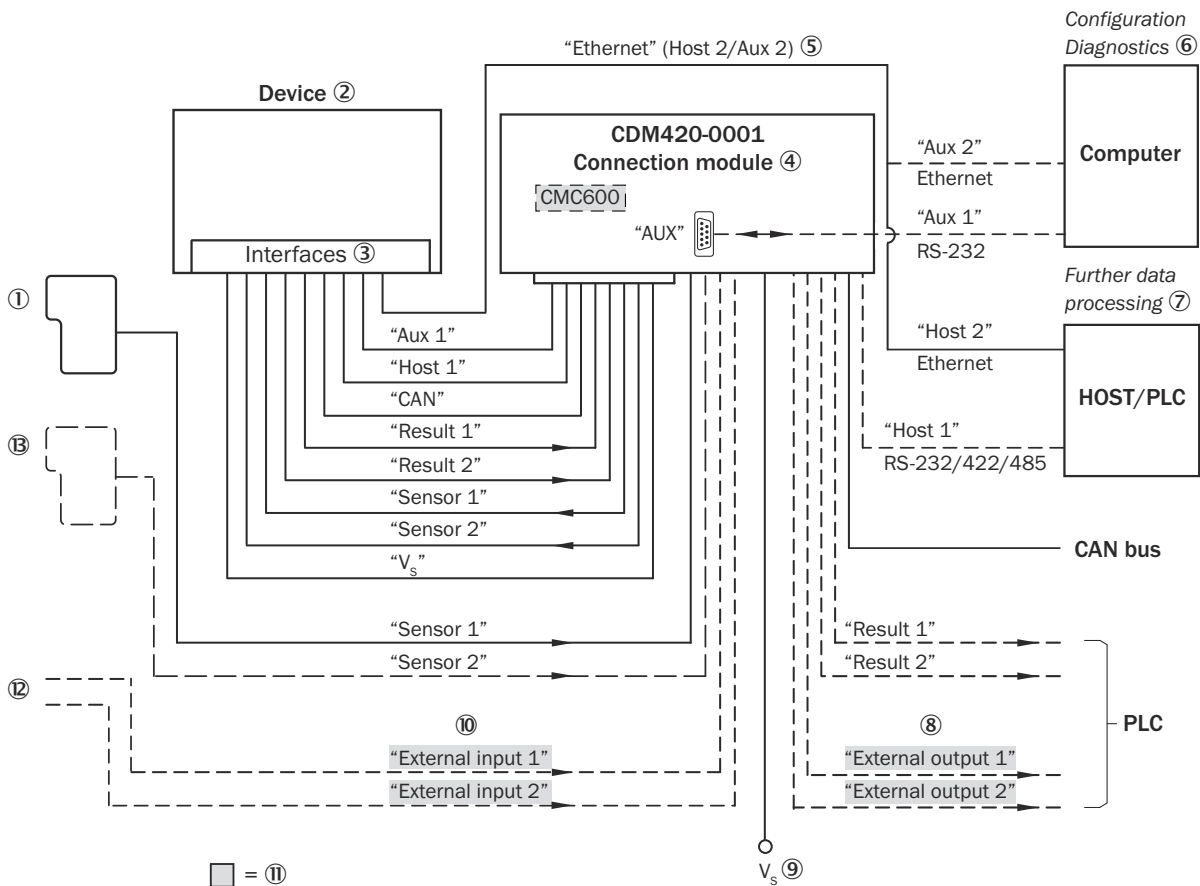 Configuration
Diagnostics ⑥
“Ethernet” (Host 2/Aux 2) ⑤
Device ②
CDM420-0001
Connection module ④
CMC600
“AUX”
“Aux 2”
Ethernet
Computer
“Aux 1”
RS-232
Interfaces ③
①
Further data
processing ⑦
“Aux 1”
“Host 2”
Ethernet
“Host 1”
HOST/PLC
“CAN”
“Result 1”
“Host 1”
RS-232/422/485
⑬
“Result 2”
“Sensor 1”
“Sensor 2”
CAN bus
“Vs”
“Sensor 1”
“Result 1”
“Sensor 2”
“Result 2”
⑫
⑩
⑧
PLC
“External input 1”
“External output 1”
“External input 2”
“External output 2”
= ⑪
Vs ⑨